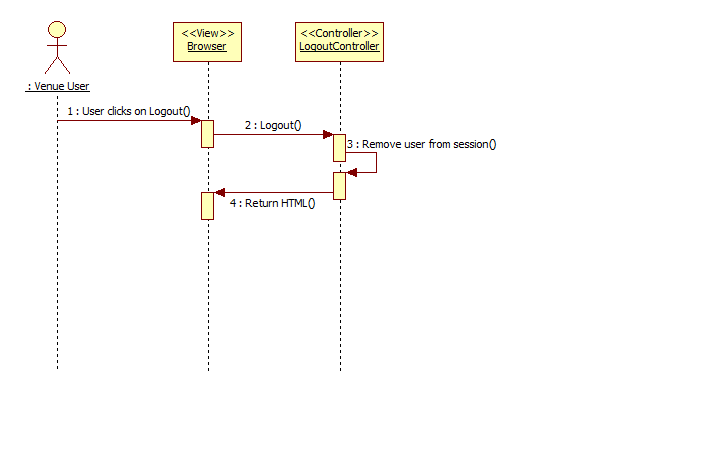 <<View>>
Browser
<<Controller>>
LogoutController
: Venue User
1 : User clicks on Logout()
2 : Logout()
3 : Remove user from session()
4 : Return HTML()